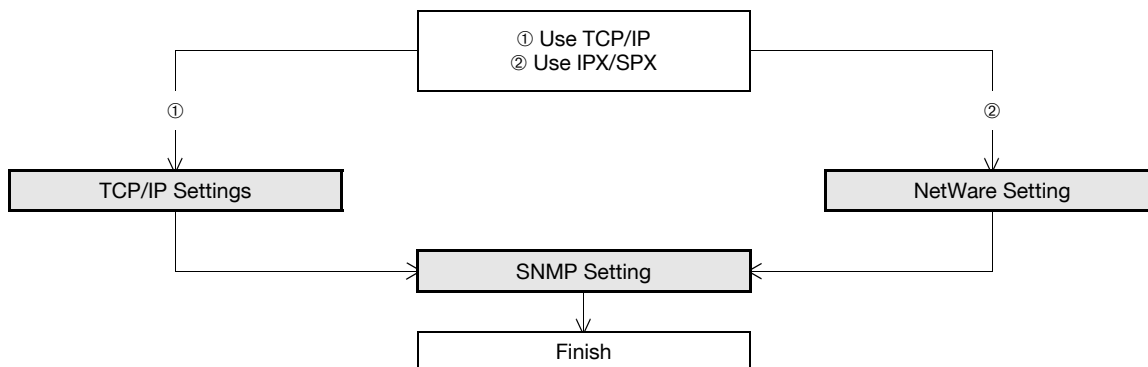 ① Use TCP/IP
② Use IPX/SPX
①
②
TCP/IP Settings
NetWare Setting
SNMP Setting
Finish